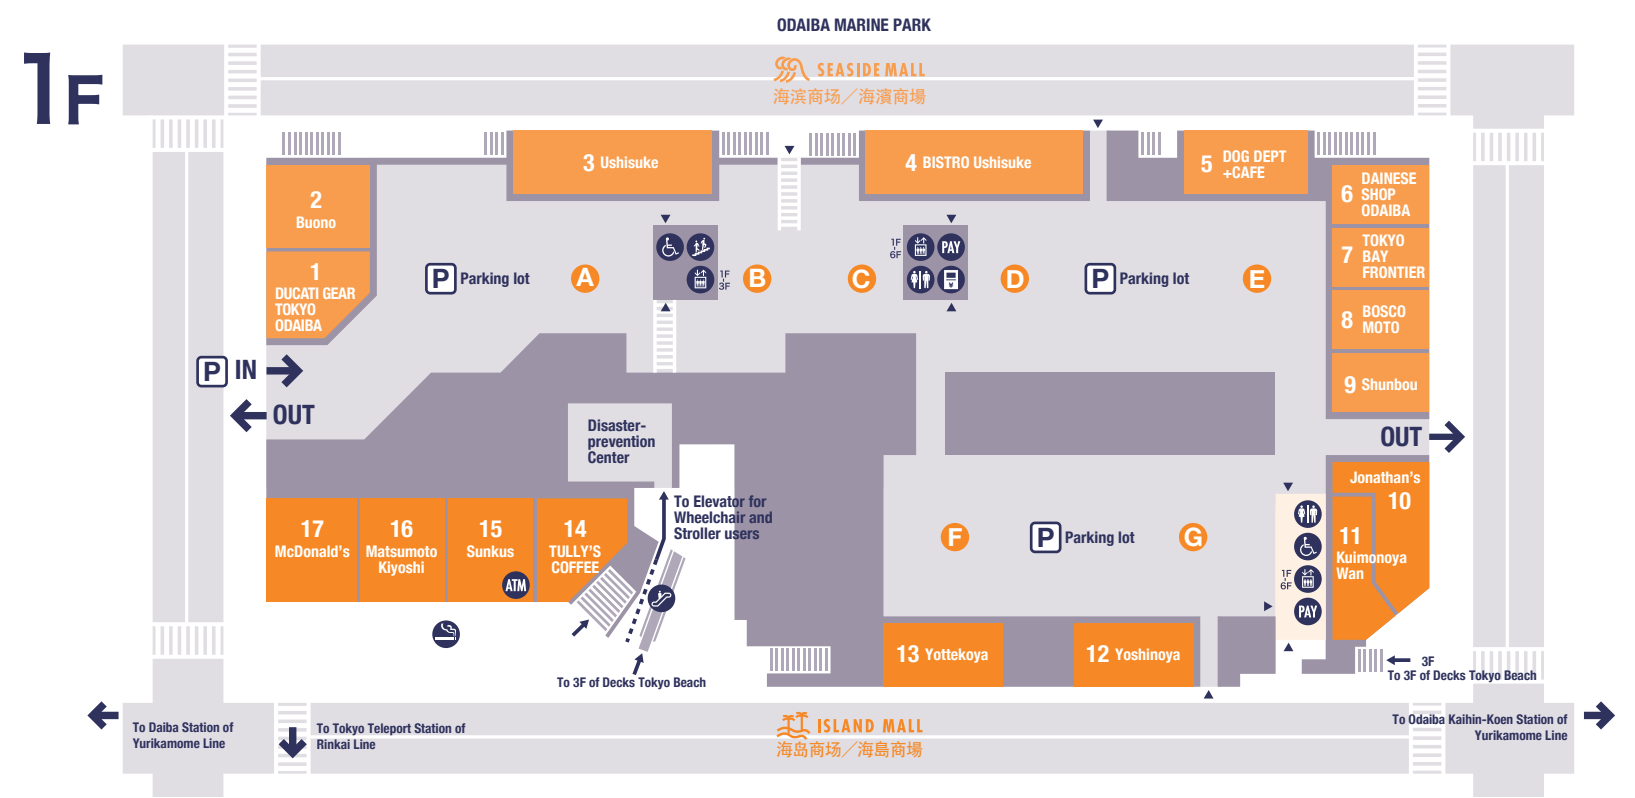 ODAIBA MARINE PARK
1F
SEASIDE MALL
海滨商场／海濱商場
3 Ushisuke
4 BISTRO Ushisuke
5 DOG DEPT
+CAFE
2
Buono
6 DAINESE
SHOP
ODAIBA
1
DUCATI GEAR
TOKYO
ODAIBA
7 TOKYO
BAY
FRONTIER
P Parking lot
A
1F
-3F
B
C
1F
-6F
PAY
D
P Parking lot
E
8 BOSCO
MOTO
P IN
9 Shunbou
OUT
OUT
Disaster-
prevention
Center
To Elevator for
Wheelchair and
Stroller users
Jonathan's
10
11
Kuimonoya
Wan
17
McDonald's
16
Matsumoto
Kiyoshi
15
Sunkus
ATM
14
TULLY'S
COFFEE
F
P Parking lot
G
1F
-6F
PAY
13 Yottekoya
12 Yoshinoya
3F
To 3F of Decks Tokyo Beach
To 3F of Decks Tokyo Beach
To Daiba Station of
Yurikamome Line
To Tokyo Teleport Station of
Rinkai Line
ISLAND MALL
海岛商场／海島商場
To Odaiba Kaihin-Koen Station of
Yurikamome Line